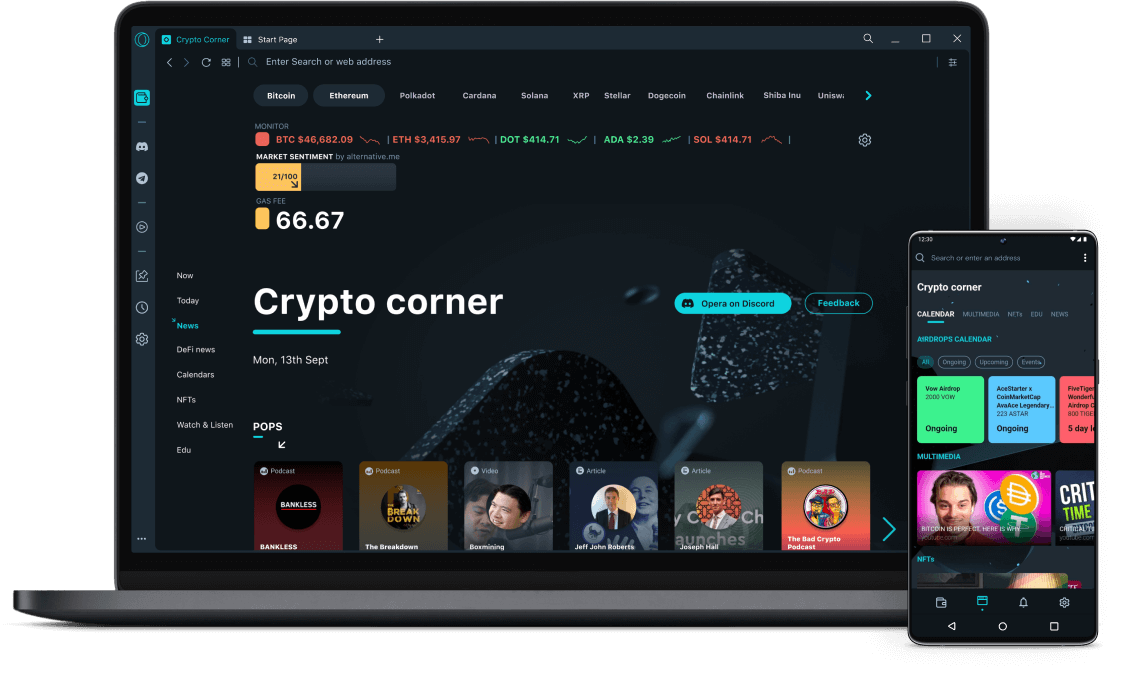 Crypto Corner
Start Page
Enter Search or web address
Bitcoin
Ethereum
Polkadot
Cardana
Solana
XRP
Stellar
Dogecoin
Chainlink
Shiba Inu
Uniswa
MONITOR
BTC $46,682.09
ETH $3,415.97
DOT $414.71
ADA $2.39
SOL $414.71
MARKET SENTIMENT by alternative.me
21/100
GAS FEE
66.67
Now
Today
News
DeFi news
Calendars
NFTs
Watch & Listen
Edu
Crypto corner
Opera on Discord
Feedback
Mon, 13th Sept
POPS
Podcast
BANKLESS
BANKLESS
Podcast
BREAK
DOWN
The Breakdown
Video
Boxmining
Article
Jeff John Roberts
Article
Joseph Hall
Podcast
The Bad Crypto
Podcast
12:30
Search or enter an address
Crypto corner
CALENDAR
MULTIMEDIA
NFTs
EDU
NEWS
AIRDROPS CALENDAR
All
Ongoing
Upcoming
Events
Vow Airdrop
2000 VOW
Ongoing
AceStarter x
CoinMarketCap
AvaAce Legendary...
223 ASTAR
Ongoing
FiveTiger
Wonderfu
Airdrop C
800 TIGE
5 day le
MULTIMEDIA
BITCOIN IS PERFECT, HERE IS WHY
youtube.com
CRIT
TIME
NFTs